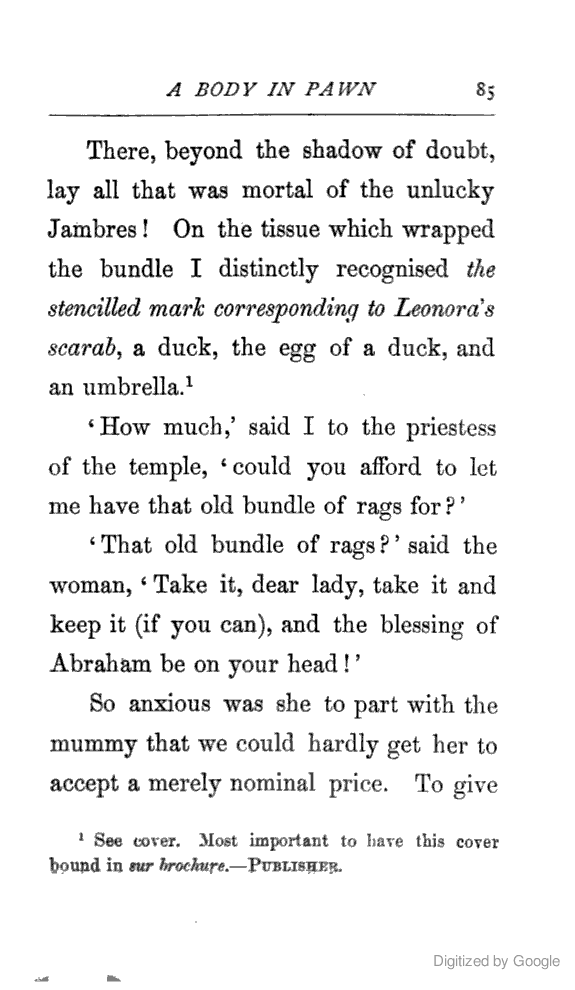 A BODY IN PAWN 85
There, beyond the shadow of doubt,
lay all that was mortal of the unlucky
Jambres! On the tissue which wrapped
the bundle I distinctly recognised the
stencilled mark corresponding to Leonora's
scarab, a duck, the egg of a duck, and
an umbrella.¹
‘How much,’ said I to the priestess
of the temple, ‘could you afford to let
me have that old bundle of rags for?’
‘That old bundle of rags?’ said the
woman, ‘Take it, dear lady, take it and
keep it (if you can), and the blessing of
Abraham be on your head!’
So anxious was she to part with the
mummy that we could hardly get her to
accept a merely nominal price. To give
¹ See cover. Most important to have this cover
bound in sur brochure.—PUBLISHER.
Digitized by Google